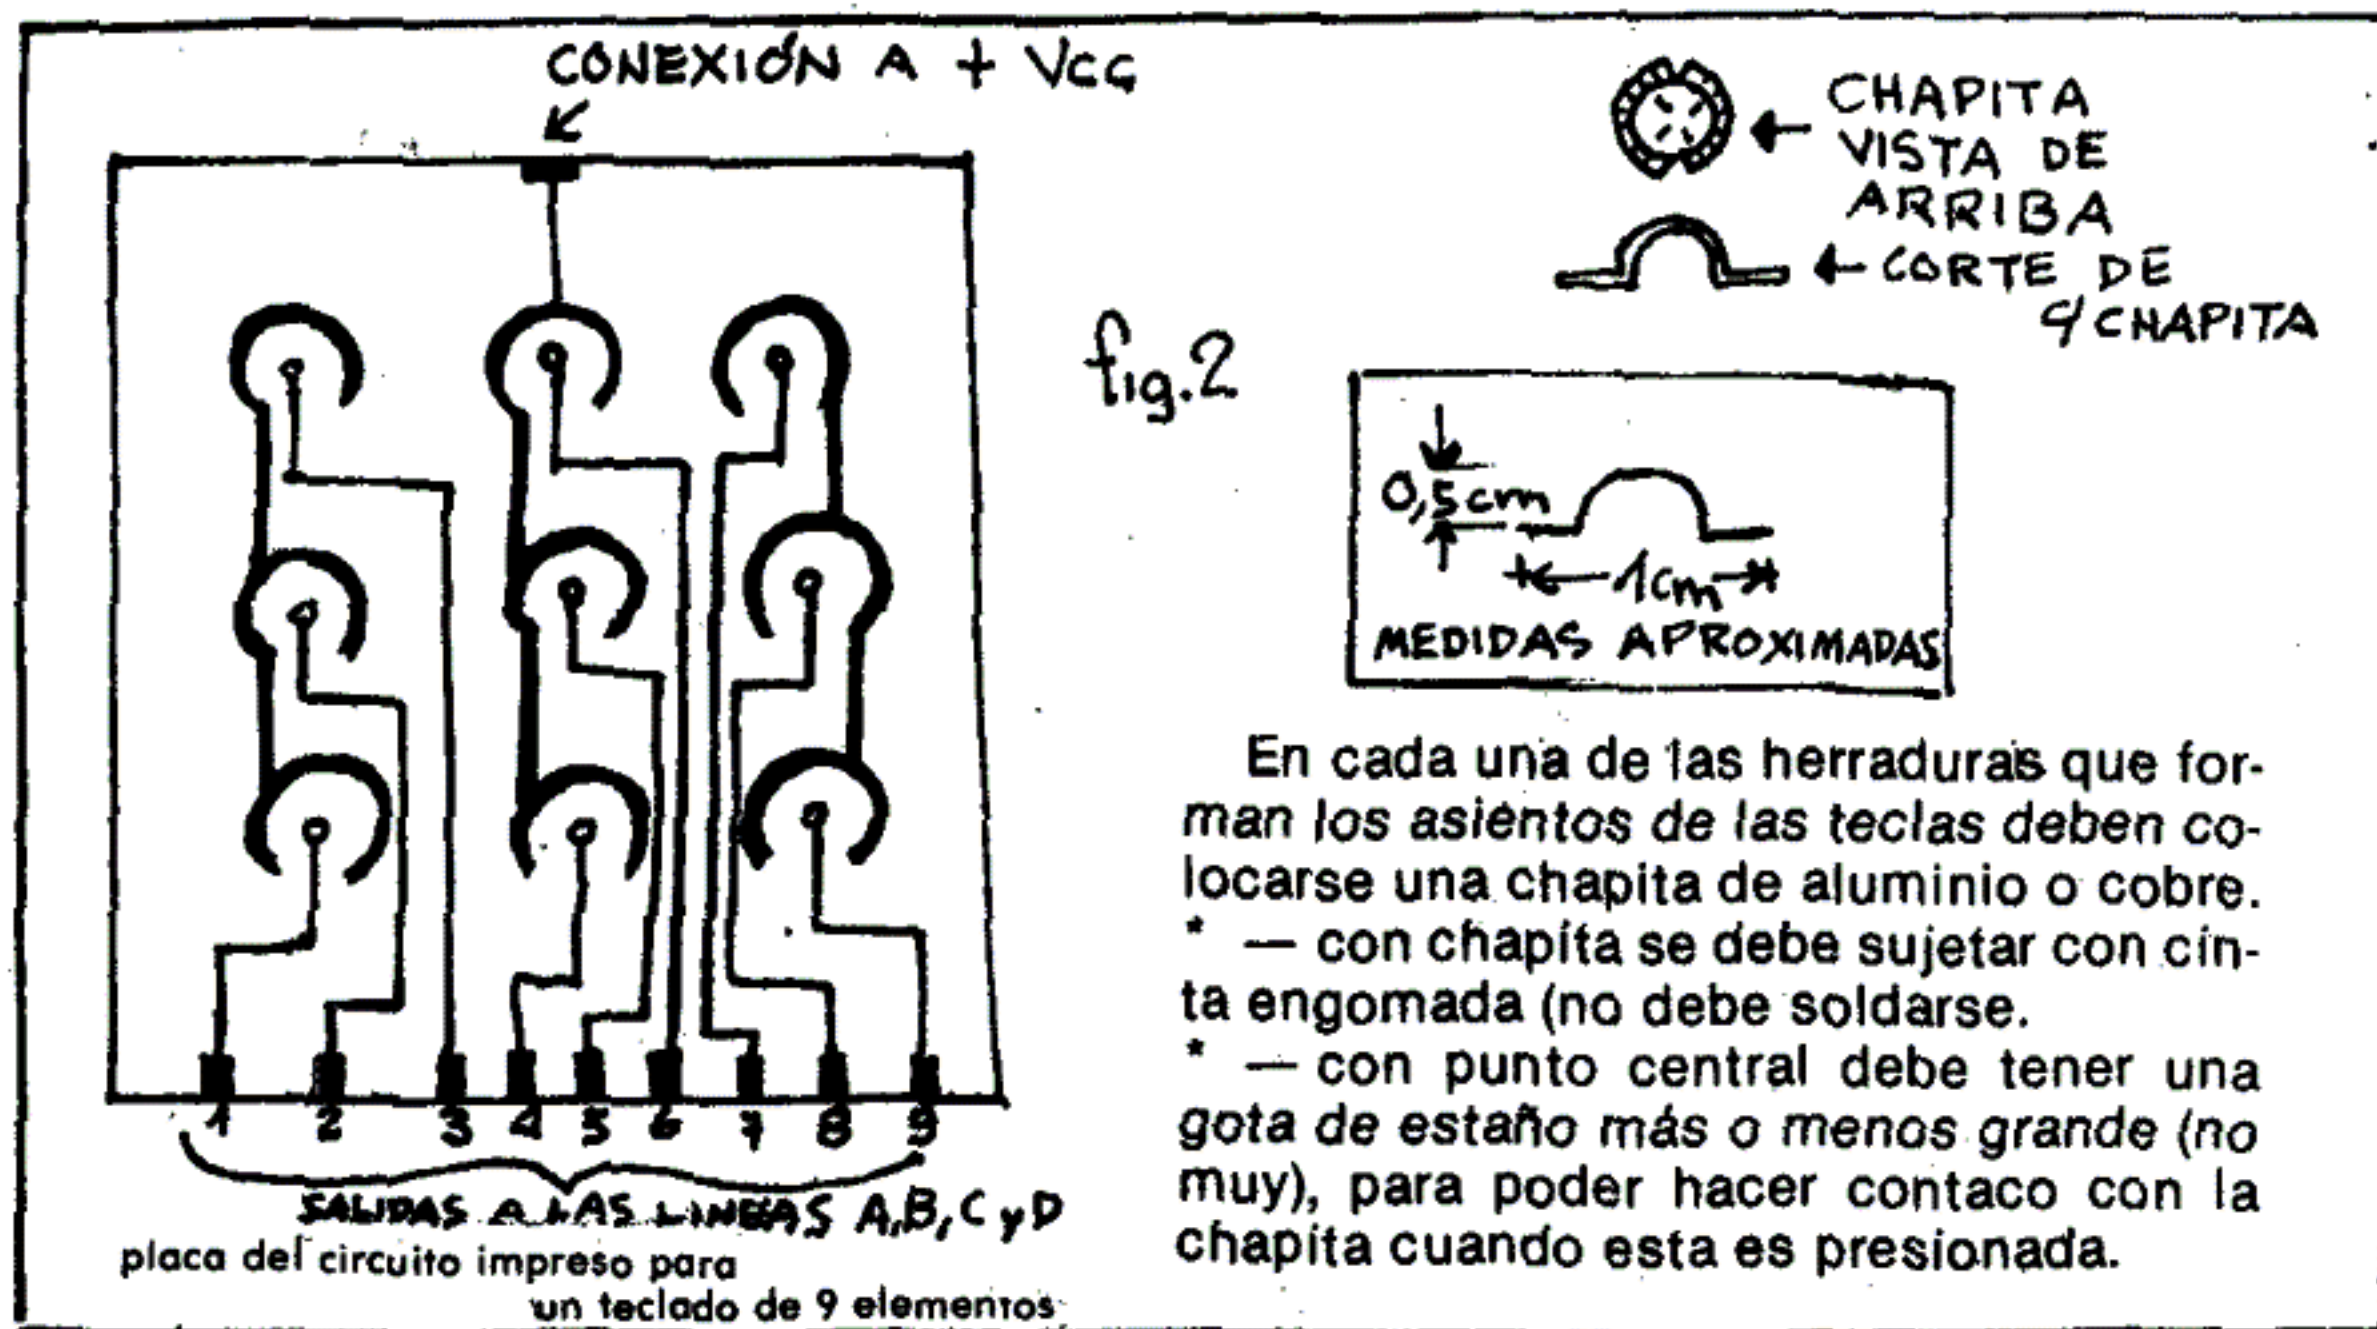 CONEXIÓN A + VCC
CHAPITA
VISTA DE
ARRIBA
CORTE DE
C/CHAPITA
fig.2
0,5cm
1cm
MEDIDAS APROXIMADAS
En cada una de las herraduras que for-
man los asientos de las teclas deben co-
locarse una chapita de aluminio o cobre.
* — con chapita se debe sujetar con cin-
ta engomada (no debe soldarse.
* — con punto central debe tener una
gota de estaño más o menos grande (no
muy), para poder hacer contaco con la
chapita cuando esta es presionada.
1 2 3 4 5 6 7 8 9
SALIDAS A LAS LINEAS A,B,C y D
placa del circuito impreso para
un teclado de 9 elementos